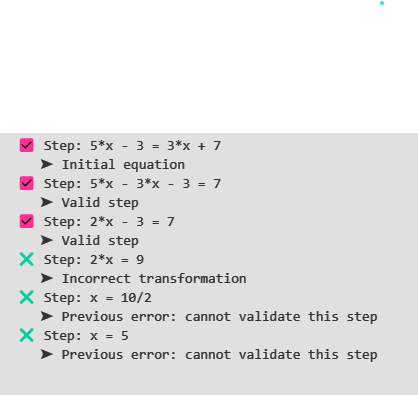 ✅ Step: 5*x - 3 = 3*x + 7
➤ Initial equation
✅ Step: 5*x - 3*x - 3 = 7
➤ Valid step
✅ Step: 2*x - 3 = 7
➤ Valid step
❌ Step: 2*x = 9
➤ Incorrect transformation
❌ Step: x = 10/2
➤ Previous error: cannot validate this step
❌ Step: x = 5
➤ Previous error: cannot validate this step